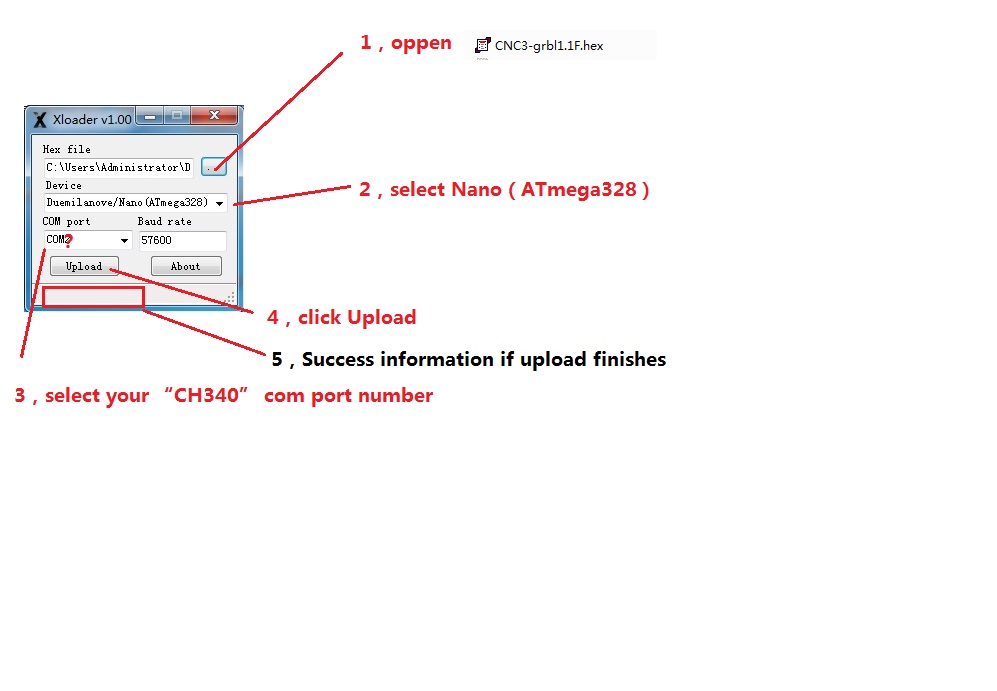 1，oppen
CNC3-grbl1.1F.hex
Xloader v1.00
Hex file
C:\Users\Administrator\D
...
Device
Duemilanove/Nano(ATmega328)
2，select Nano（ATmega328）
COM port
Baud rate
COM?
57600
Upload
About
4，click Upload
5，Success information if upload finishes
3，select your “CH340” com port number